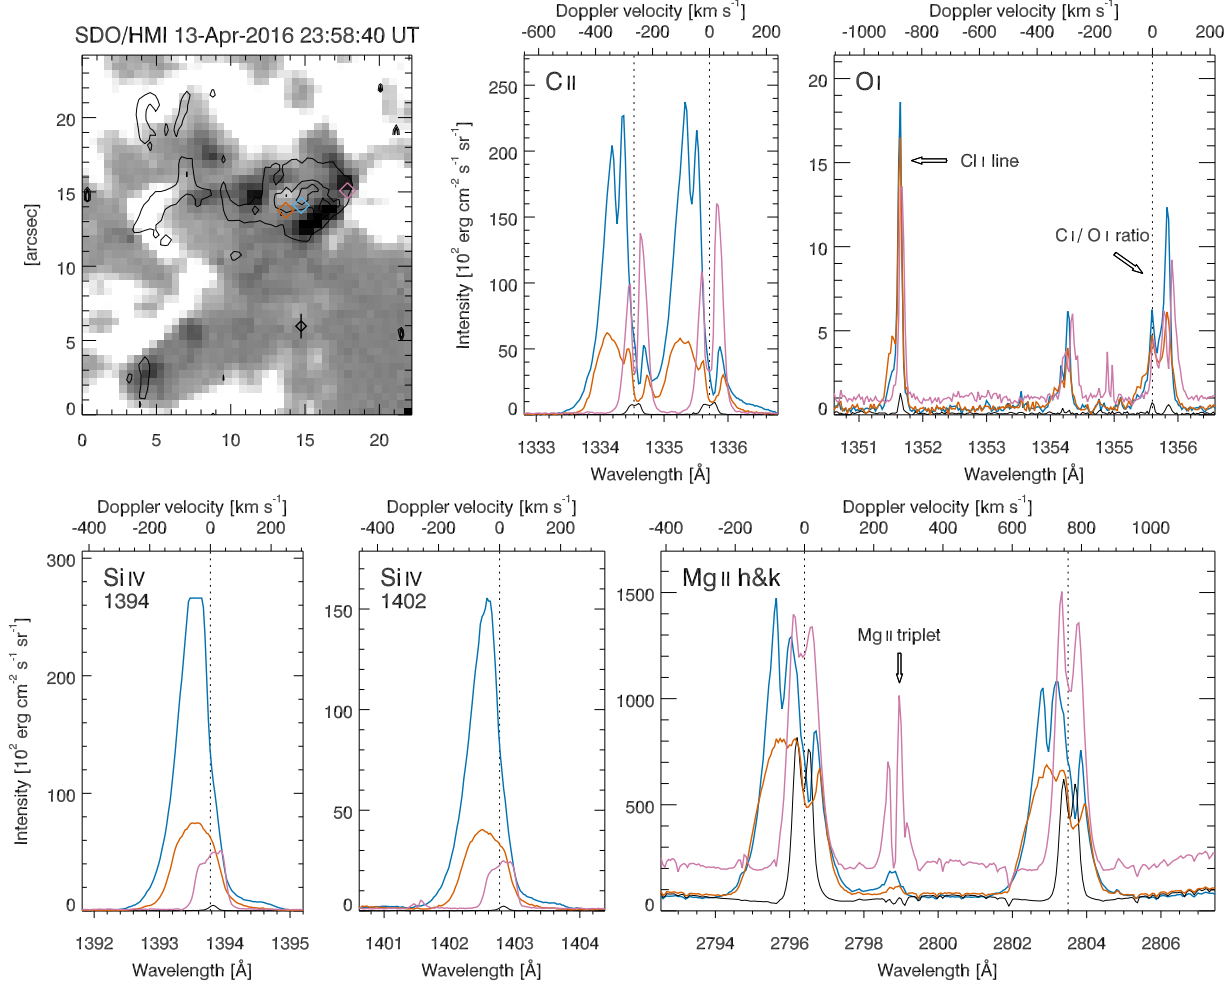 SDO/HMI 13-Apr-2016 23:58:40 UT
[arcsec]
20
15
10
5
0
0 5 10 15 20
Doppler velocity [km s-1]
-600 -400 -200 0 200
C II
Intensity [10² erg cm-2 s-1 sr-1]
250
200
150
100
50
0
1333 1334 1335 1336
Wavelength [Å]
Doppler velocity [km s-1]
-1000 -800 -600 -400 -200 0 200
O I
Cl I line
C I / O I ratio
20
15
10
5
0
1351 1352 1353 1354 1355 1356
Wavelength [Å]
Doppler velocity [km s-1]
-400 -200 0 200
Si IV
1394
Intensity [10² erg cm-2 s-1 sr-1]
300
200
100
0
1392 1393 1394 1395
Wavelength [Å]
Doppler velocity [km s-1]
-400 -200 0 200
Si IV
1402
150
100
50
0
1401 1402 1403 1404
Wavelength [Å]
Doppler velocity [km s-1]
-400 -200 0 200 400 600 800 1000
Mg II h&k
Mg II triplet
1500
1000
500
0
2794 2796 2798 2800 2802 2804 2806
Wavelength [Å]